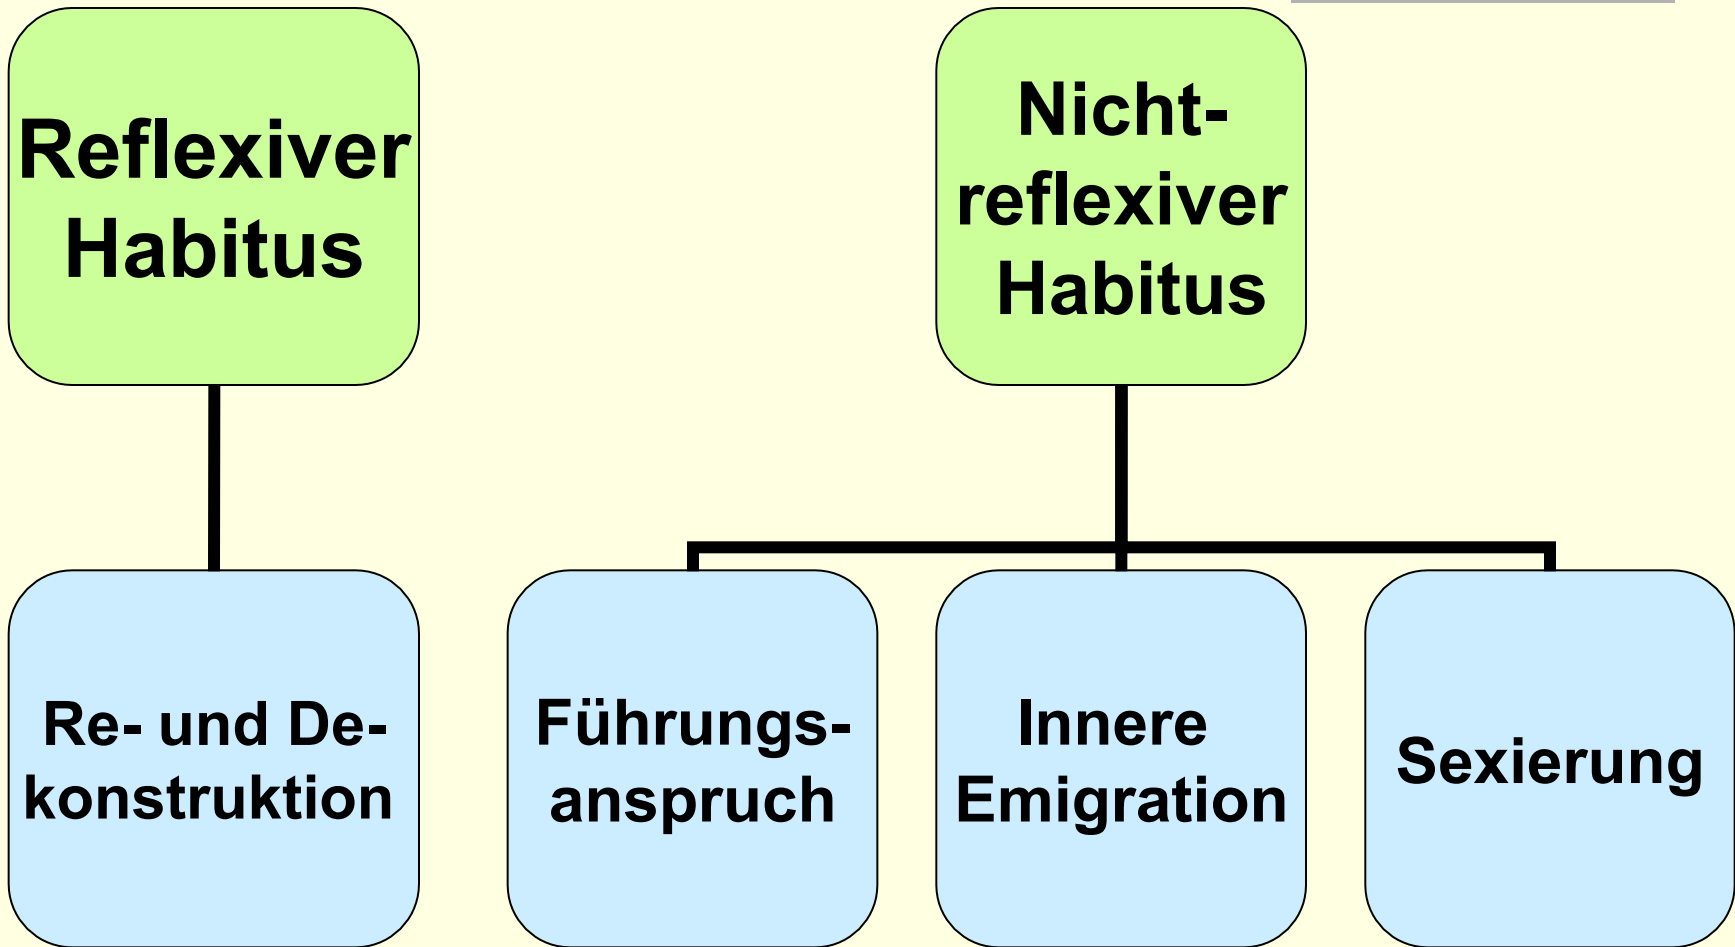 Reflexiver
Habitus
Nicht-
reflexiver
Habitus
Re- und De-
konstruktion
Führungs-
anspruch
Innere
Emigration
Sexierung